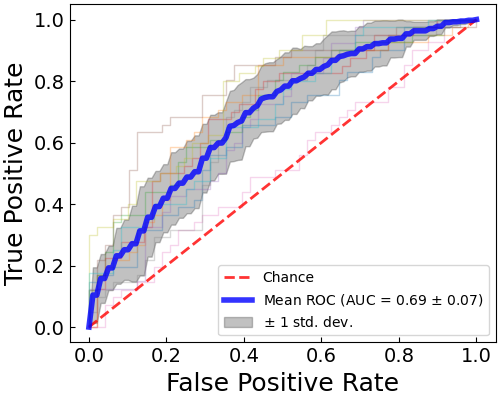 1.0
0.8
0.6
0.4
0.2
0.0
True Positive Rate
Chance
Mean ROC (AUC = 0.69 ± 0.07)
± 1 std. dev.
0.0 0.2 0.4 0.6 0.8 1.0
False Positive Rate